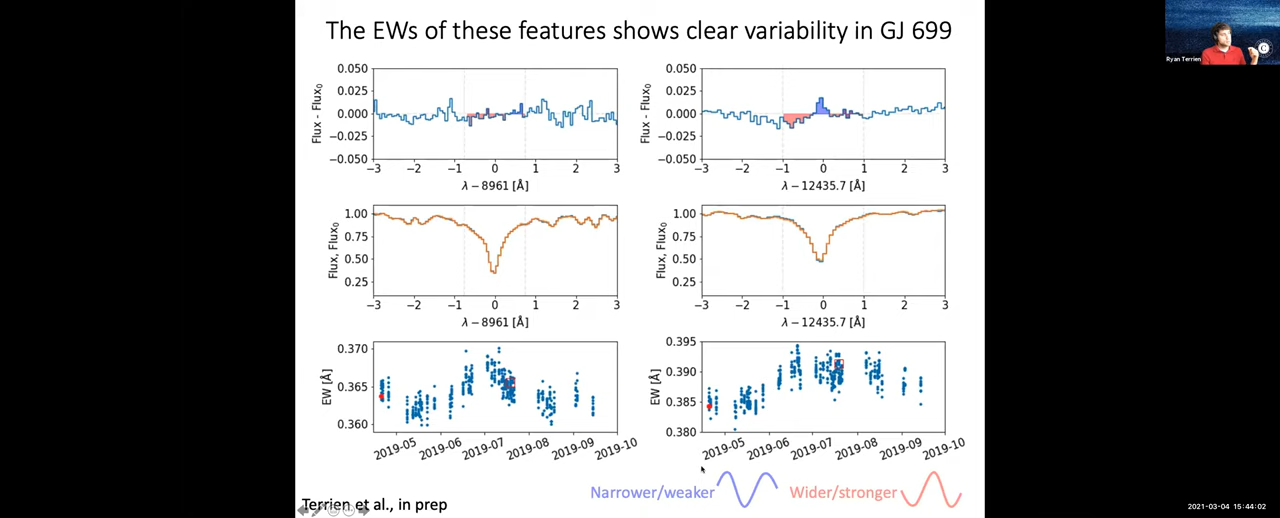 The EWs of these features shows clear variability in GJ 699
Ryan Terrien
0.050
0.025
0.000
−0.025
−0.050
Flux - Flux₀
−3 −2 −1 0 1 2 3
λ − 8961 [Å]
0.050
0.025
0.000
−0.025
−0.050
Flux - Flux₀
−3 −2 −1 0 1 2 3
λ − 12435.7 [Å]
1.00
0.75
0.50
0.25
Flux, Flux₀
−3 −2 −1 0 1 2 3
λ − 8961 [Å]
1.00
0.75
0.50
0.25
Flux, Flux₀
−3 −2 −1 0 1 2 3
λ − 12435.7 [Å]
0.370
0.365
0.360
EW [Å]
2019-05 2019-06 2019-07 2019-08 2019-09 2019-10
0.395
0.390
0.385
0.380
EW [Å]
2019-05 2019-06 2019-07 2019-08 2019-09 2019-10
Narrower/weaker Wider/stronger
Terrien et al., in prep
2021-03-04 15:44:02